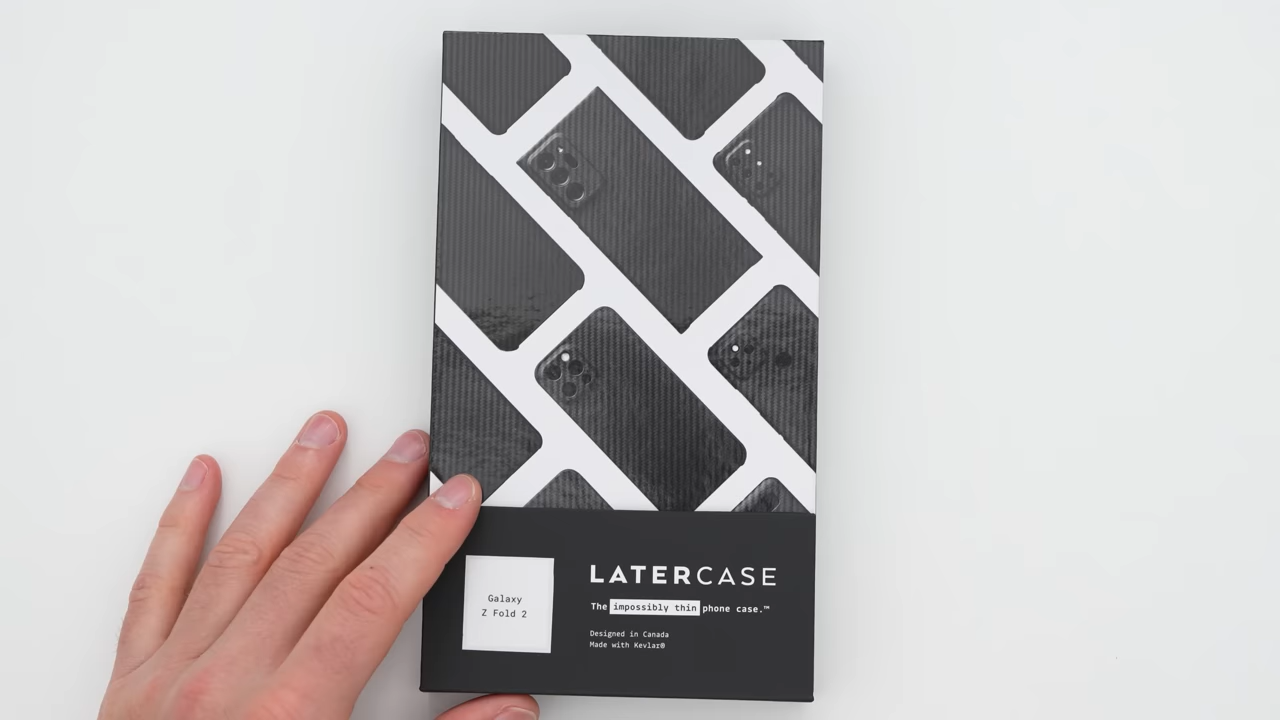 Galaxy
Z Fold 2
LATERCASE
The impossibly thin phone case.™
Designed in Canada
Made with Kevlar®